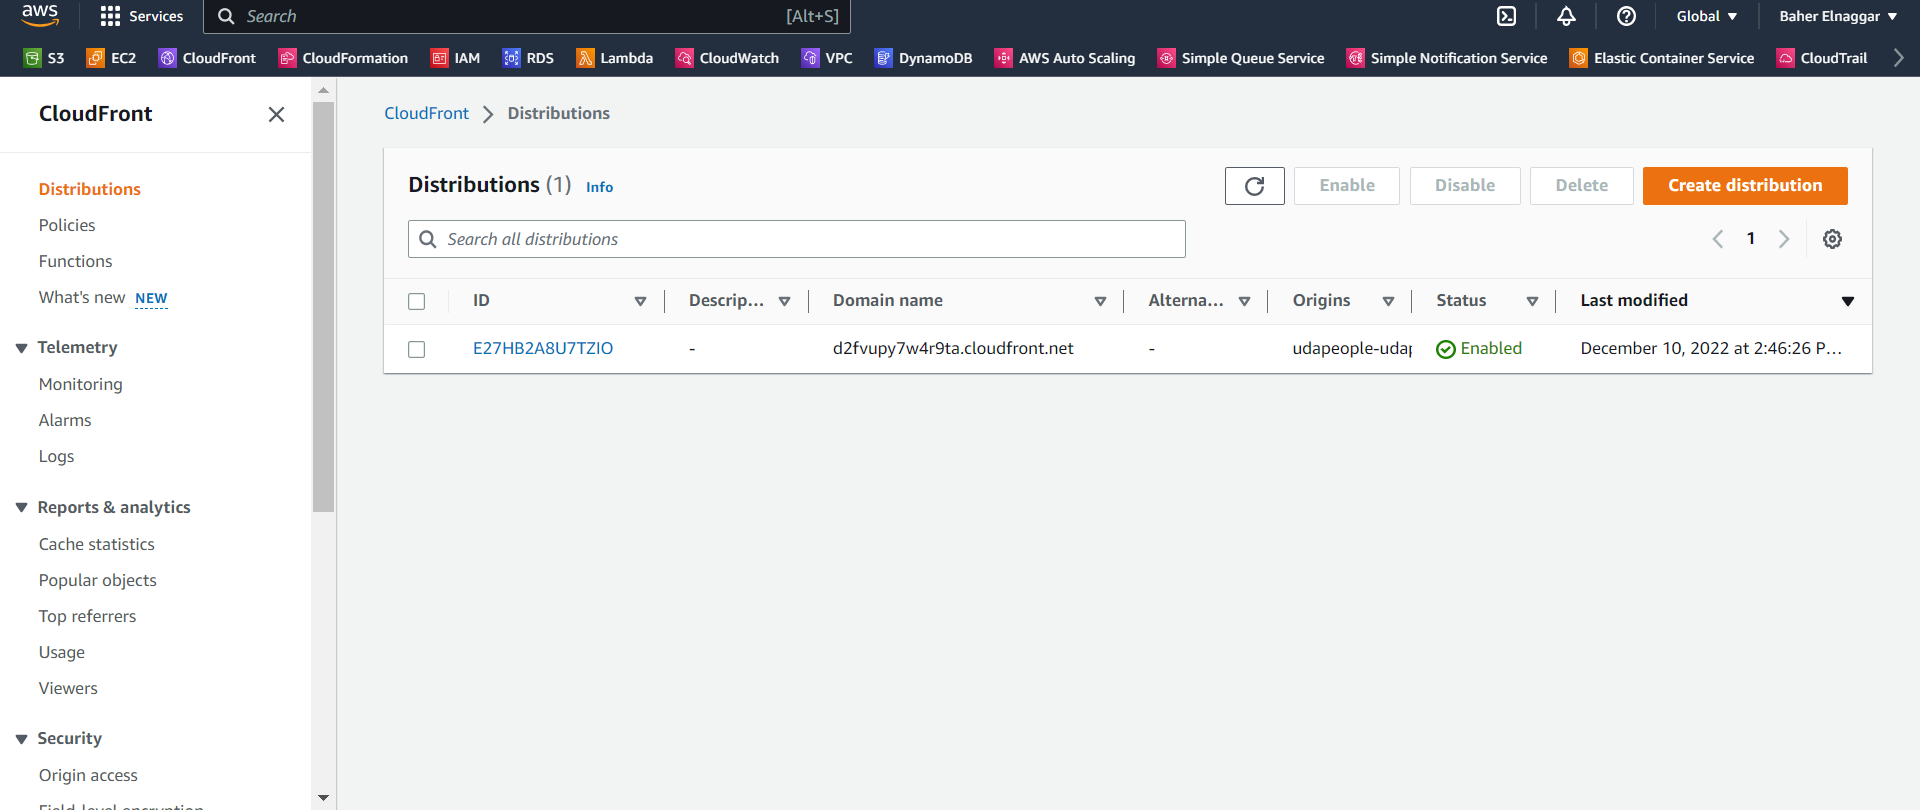 aws Services Search [Alt+S] Global Baher Elnaggar
S3 EC2 CloudFront CloudFormation IAM RDS Lambda CloudWatch VPC DynamoDB AWS Auto Scaling Simple Queue Service Simple Notification Service Elastic Container Service CloudTrail
CloudFront
Distributions
Policies
Functions
What's new NEW
Telemetry
Monitoring
Alarms
Logs
Reports & analytics
Cache statistics
Popular objects
Top referrers
Usage
Viewers
Security
Origin access
Field-level encryption
CloudFront Distributions
Distributions (1) Info Enable Disable Delete Create distribution
Search all distributions 1
ID Descrip... Domain name Alterna... Origins Status Last modified
E27HB2A8U7TZIO - d2fvupy7w4r9ta.cloudfront.net - udapeople-udap Enabled December 10, 2022 at 2:46:26 P...